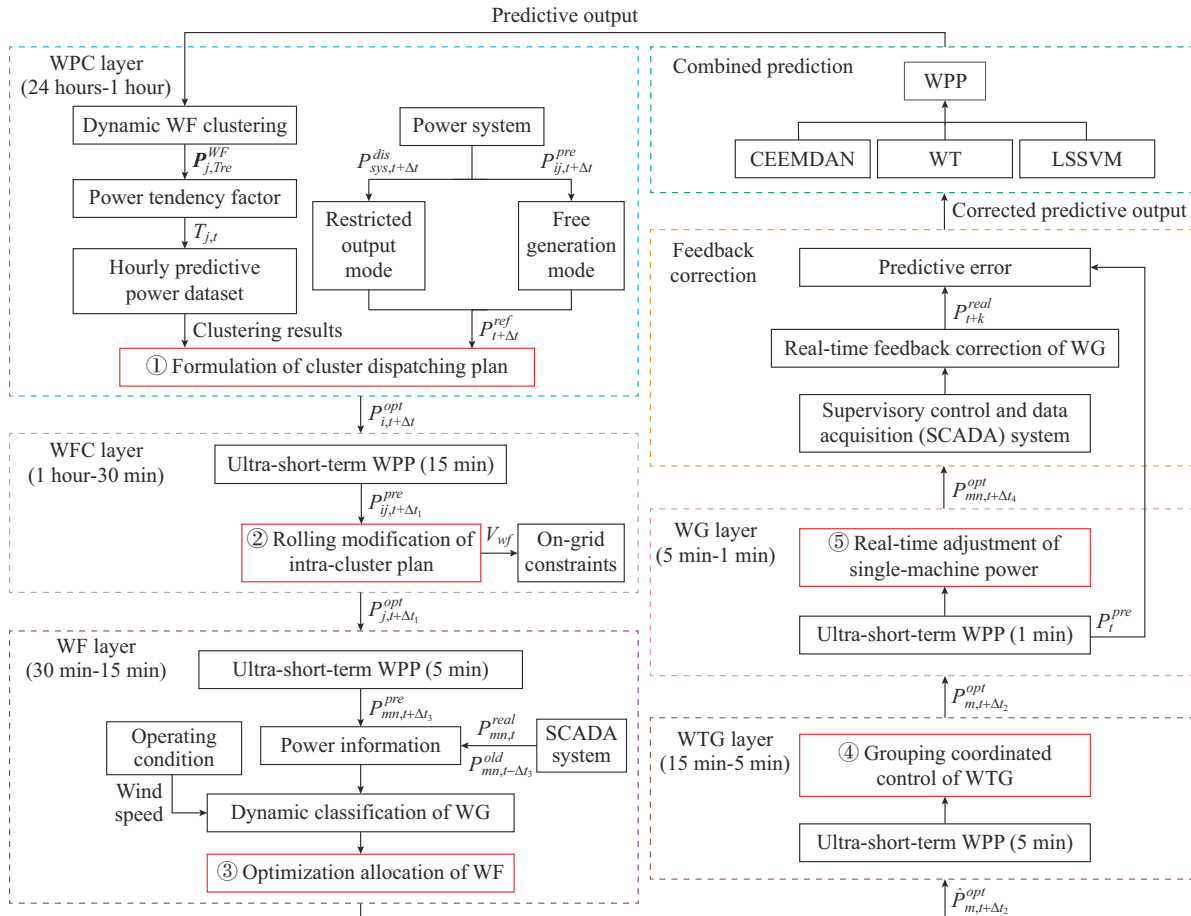 Predictive output
WPC layer
(24 hours-1 hour)
Dynamic WF clustering
P^{WF}_{j,Tre}
Power tendency factor
T_{j,t}
Hourly predictive
power dataset
Clustering results
Power system
P^{dis}_{sys,t+Δt}
P^{pre}_{ij,t+Δt}
Restricted
output
mode
Free
generation
mode
P^{ref}_{t+Δt}
① Formulation of cluster dispatching plan
P^{opt}_{i,t+Δt}
WFC layer
(1 hour-30 min)
Ultra-short-term WPP (15 min)
P^{pre}_{ij,t+Δt_1}
② Rolling modification of
intra-cluster plan
V_{wf}
On-grid
constraints
P^{opt}_{j,t+Δt_1}
WF layer
(30 min-15 min)
Ultra-short-term WPP (5 min)
P^{pre}_{mn,t+Δt_3}
Operating
condition
Power information
P^{real}_{mn,t}
P^{old}_{mn,t-Δt_3}
SCADA
system
Wind
speed
Dynamic classification of WG
③ Optimization allocation of WF
Combined prediction
WPP
CEEMDAN
WT
LSSVM
Corrected predictive output
Feedback
correction
Predictive error
P^{real}_{t+k}
Real-time feedback correction of WG
Supervisory control and data
acquisition (SCADA) system
P^{opt}_{mn,t+Δt_4}
WG layer
(5 min-1 min)
⑤ Real-time adjustment of
single-machine power
Ultra-short-term WPP (1 min)
P^{pre}_{t}
P^{opt}_{m,t+Δt_2}
WTG layer
(15 min-5 min)
④ Grouping coordinated
control of WTG
Ultra-short-term WPP (5 min)
P̂^{opt}_{m,t+Δt_2}